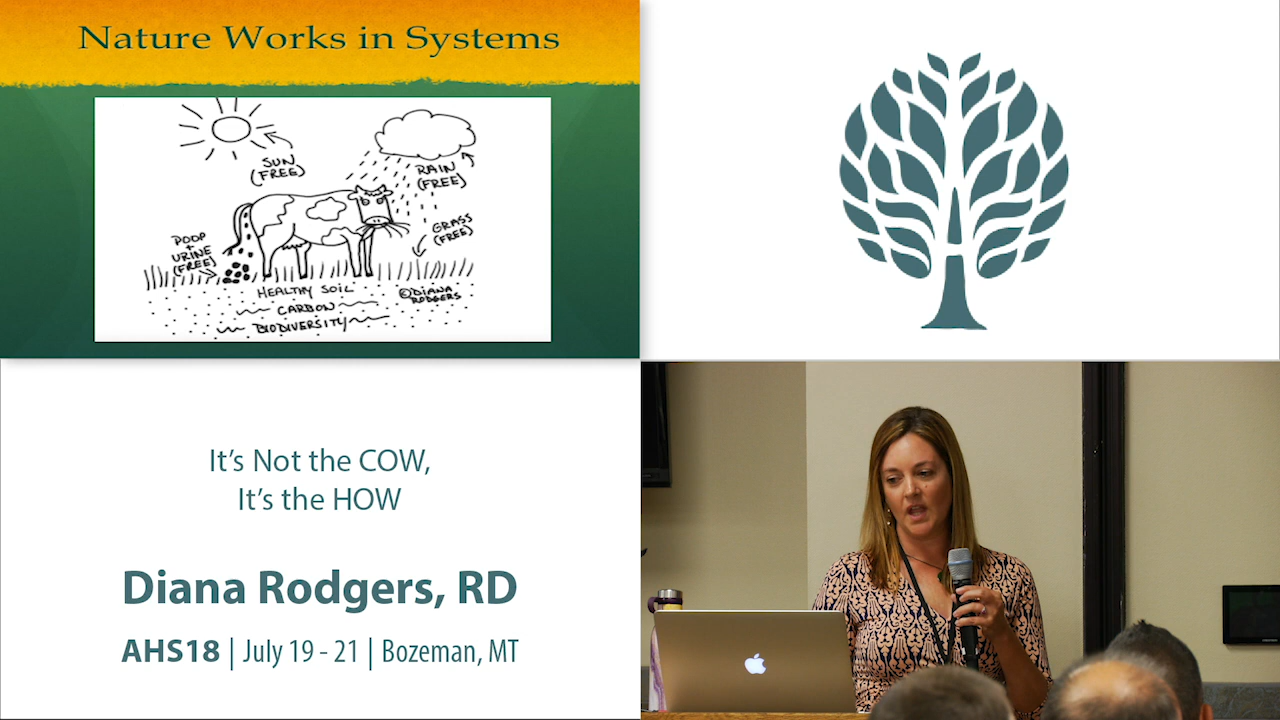 Nature Works in Systems
SUN
(FREE)
RAIN
(FREE)
GRASS
(FREE)
POOP
+
URINE
(FREE)
HEALTHY SOIL
©DIANA
RODGERS
CARBON
BIODIVERSITY
It's Not the COW,
It's the HOW
Diana Rodgers, RD
AHS18 | July 19 - 21 | Bozeman, MT